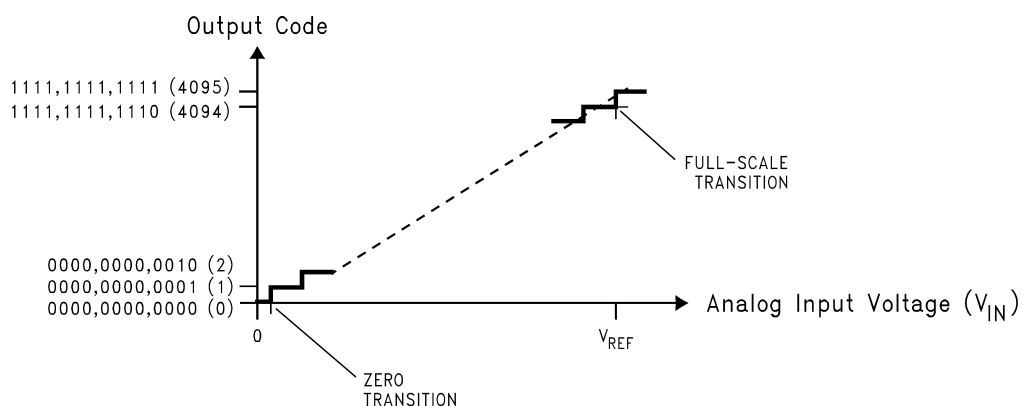 Output Code
1111,1111,1111 (4095)
1111,1111,1110 (4094)
FULL-SCALE
TRANSITION
0000,0000,0010 (2)
0000,0000,0001 (1)
0000,0000,0000 (0)
Analog Input Voltage (VIN)
0
VREF
ZERO
TRANSITION